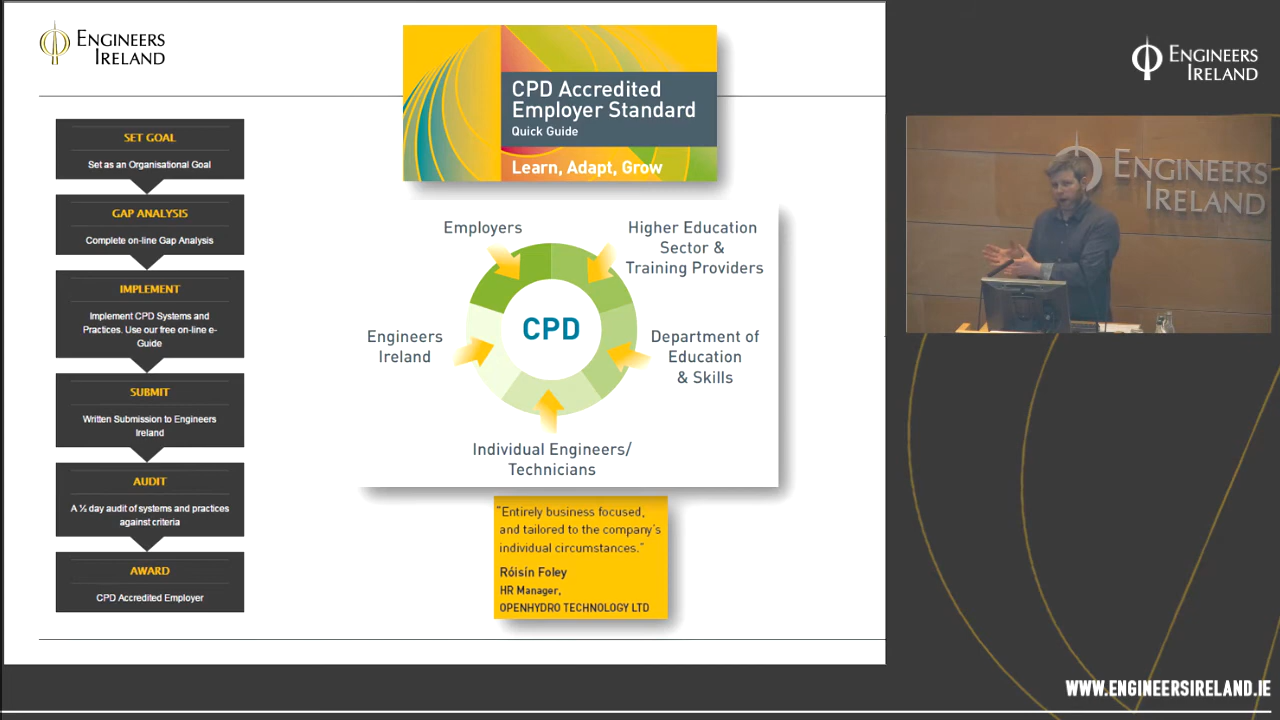 ENGINEERS
IRELAND
SET GOAL
Set as an Organisational Goal
GAP ANALYSIS
Complete on-line Gap Analysis
IMPLEMENT
Implement CPD Systems and
Practices. Use our free on-line e-
Guide
SUBMIT
Written Submission to Engineers
Ireland
AUDIT
A ½ day audit of systems and practices
against criteria
AWARD
CPD Accredited Employer
CPD Accredited
Employer Standard
Quick Guide
Learn, Adapt, Grow
Employers
Higher Education
Sector &
Training Providers
Engineers
Ireland
CPD
Department of
Education
& Skills
Individual Engineers/
Technicians
"Entirely business focused,
and tailored to the company's
individual circumstances."
Róisín Foley
HR Manager,
OPENHYDRO TECHNOLOGY LTD
ENGINEERS
IRELAND
ENGINEERS
IRELAND
WWW.ENGINEERSIRELAND.IE